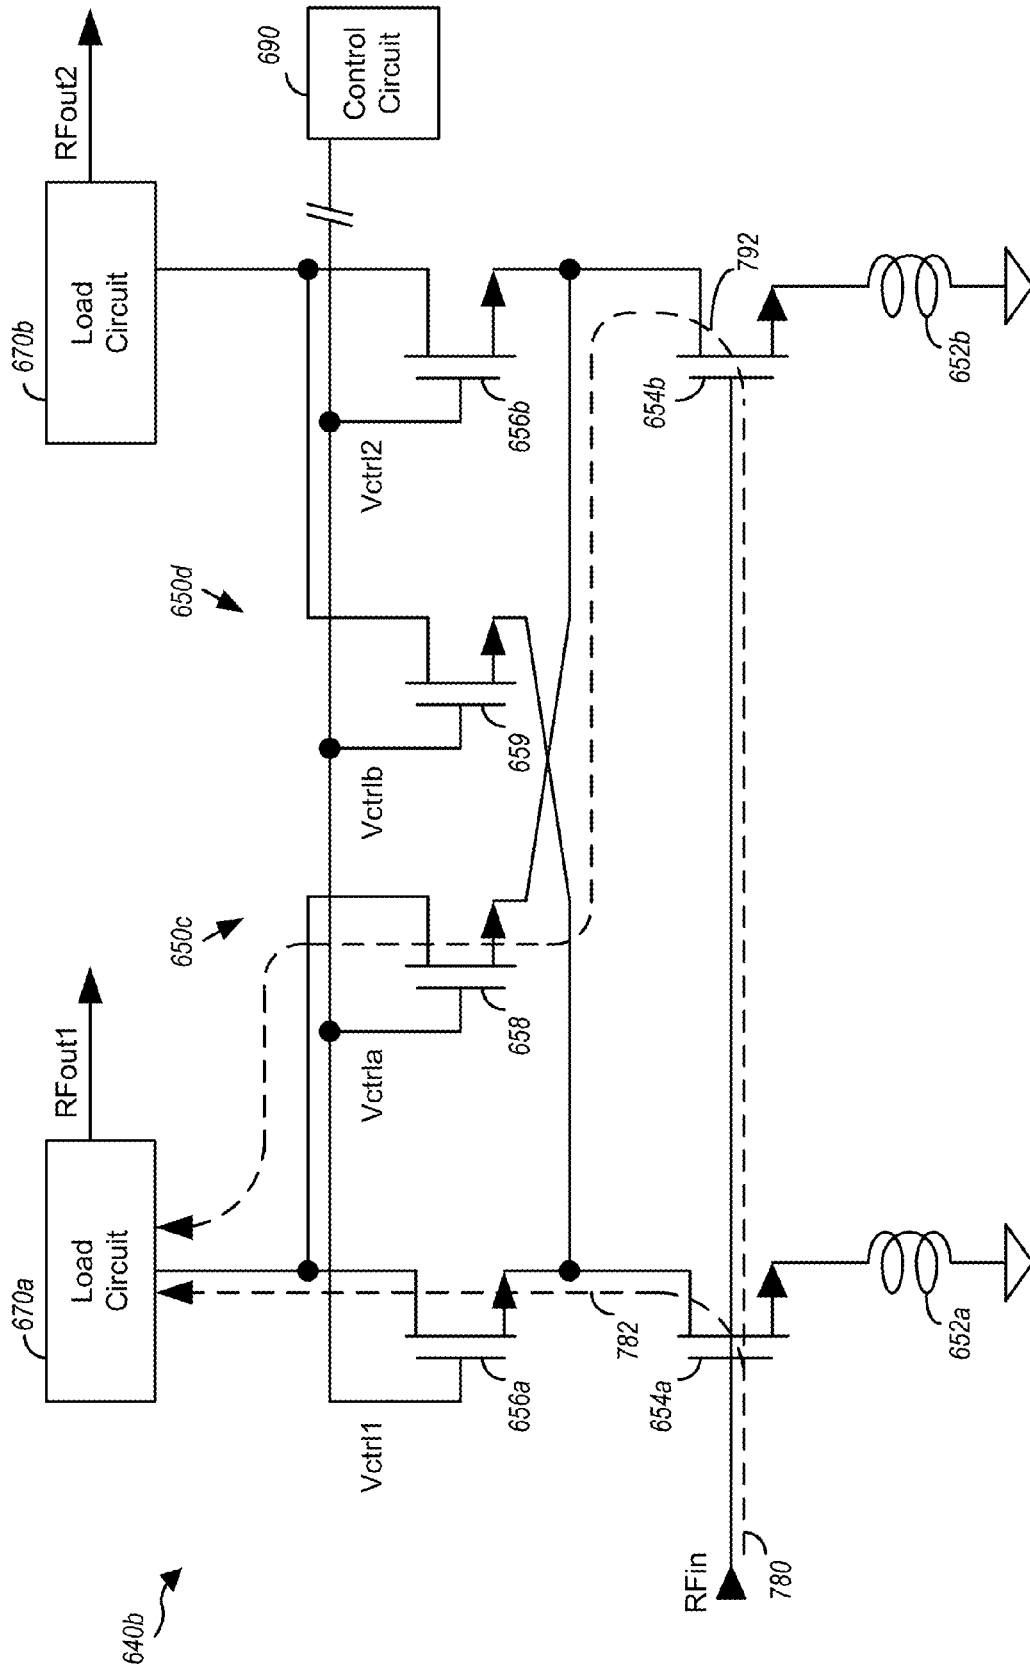 640b
670a
Load
Circuit
RFout1
670b
Load
Circuit
RFout2
650c
650d
690
Control
Circuit
Vctrl1
Vctrla
Vctrlb
Vctrl2
656a
658
659
656b
782
792
654a
654b
RFin
780
652a
652b